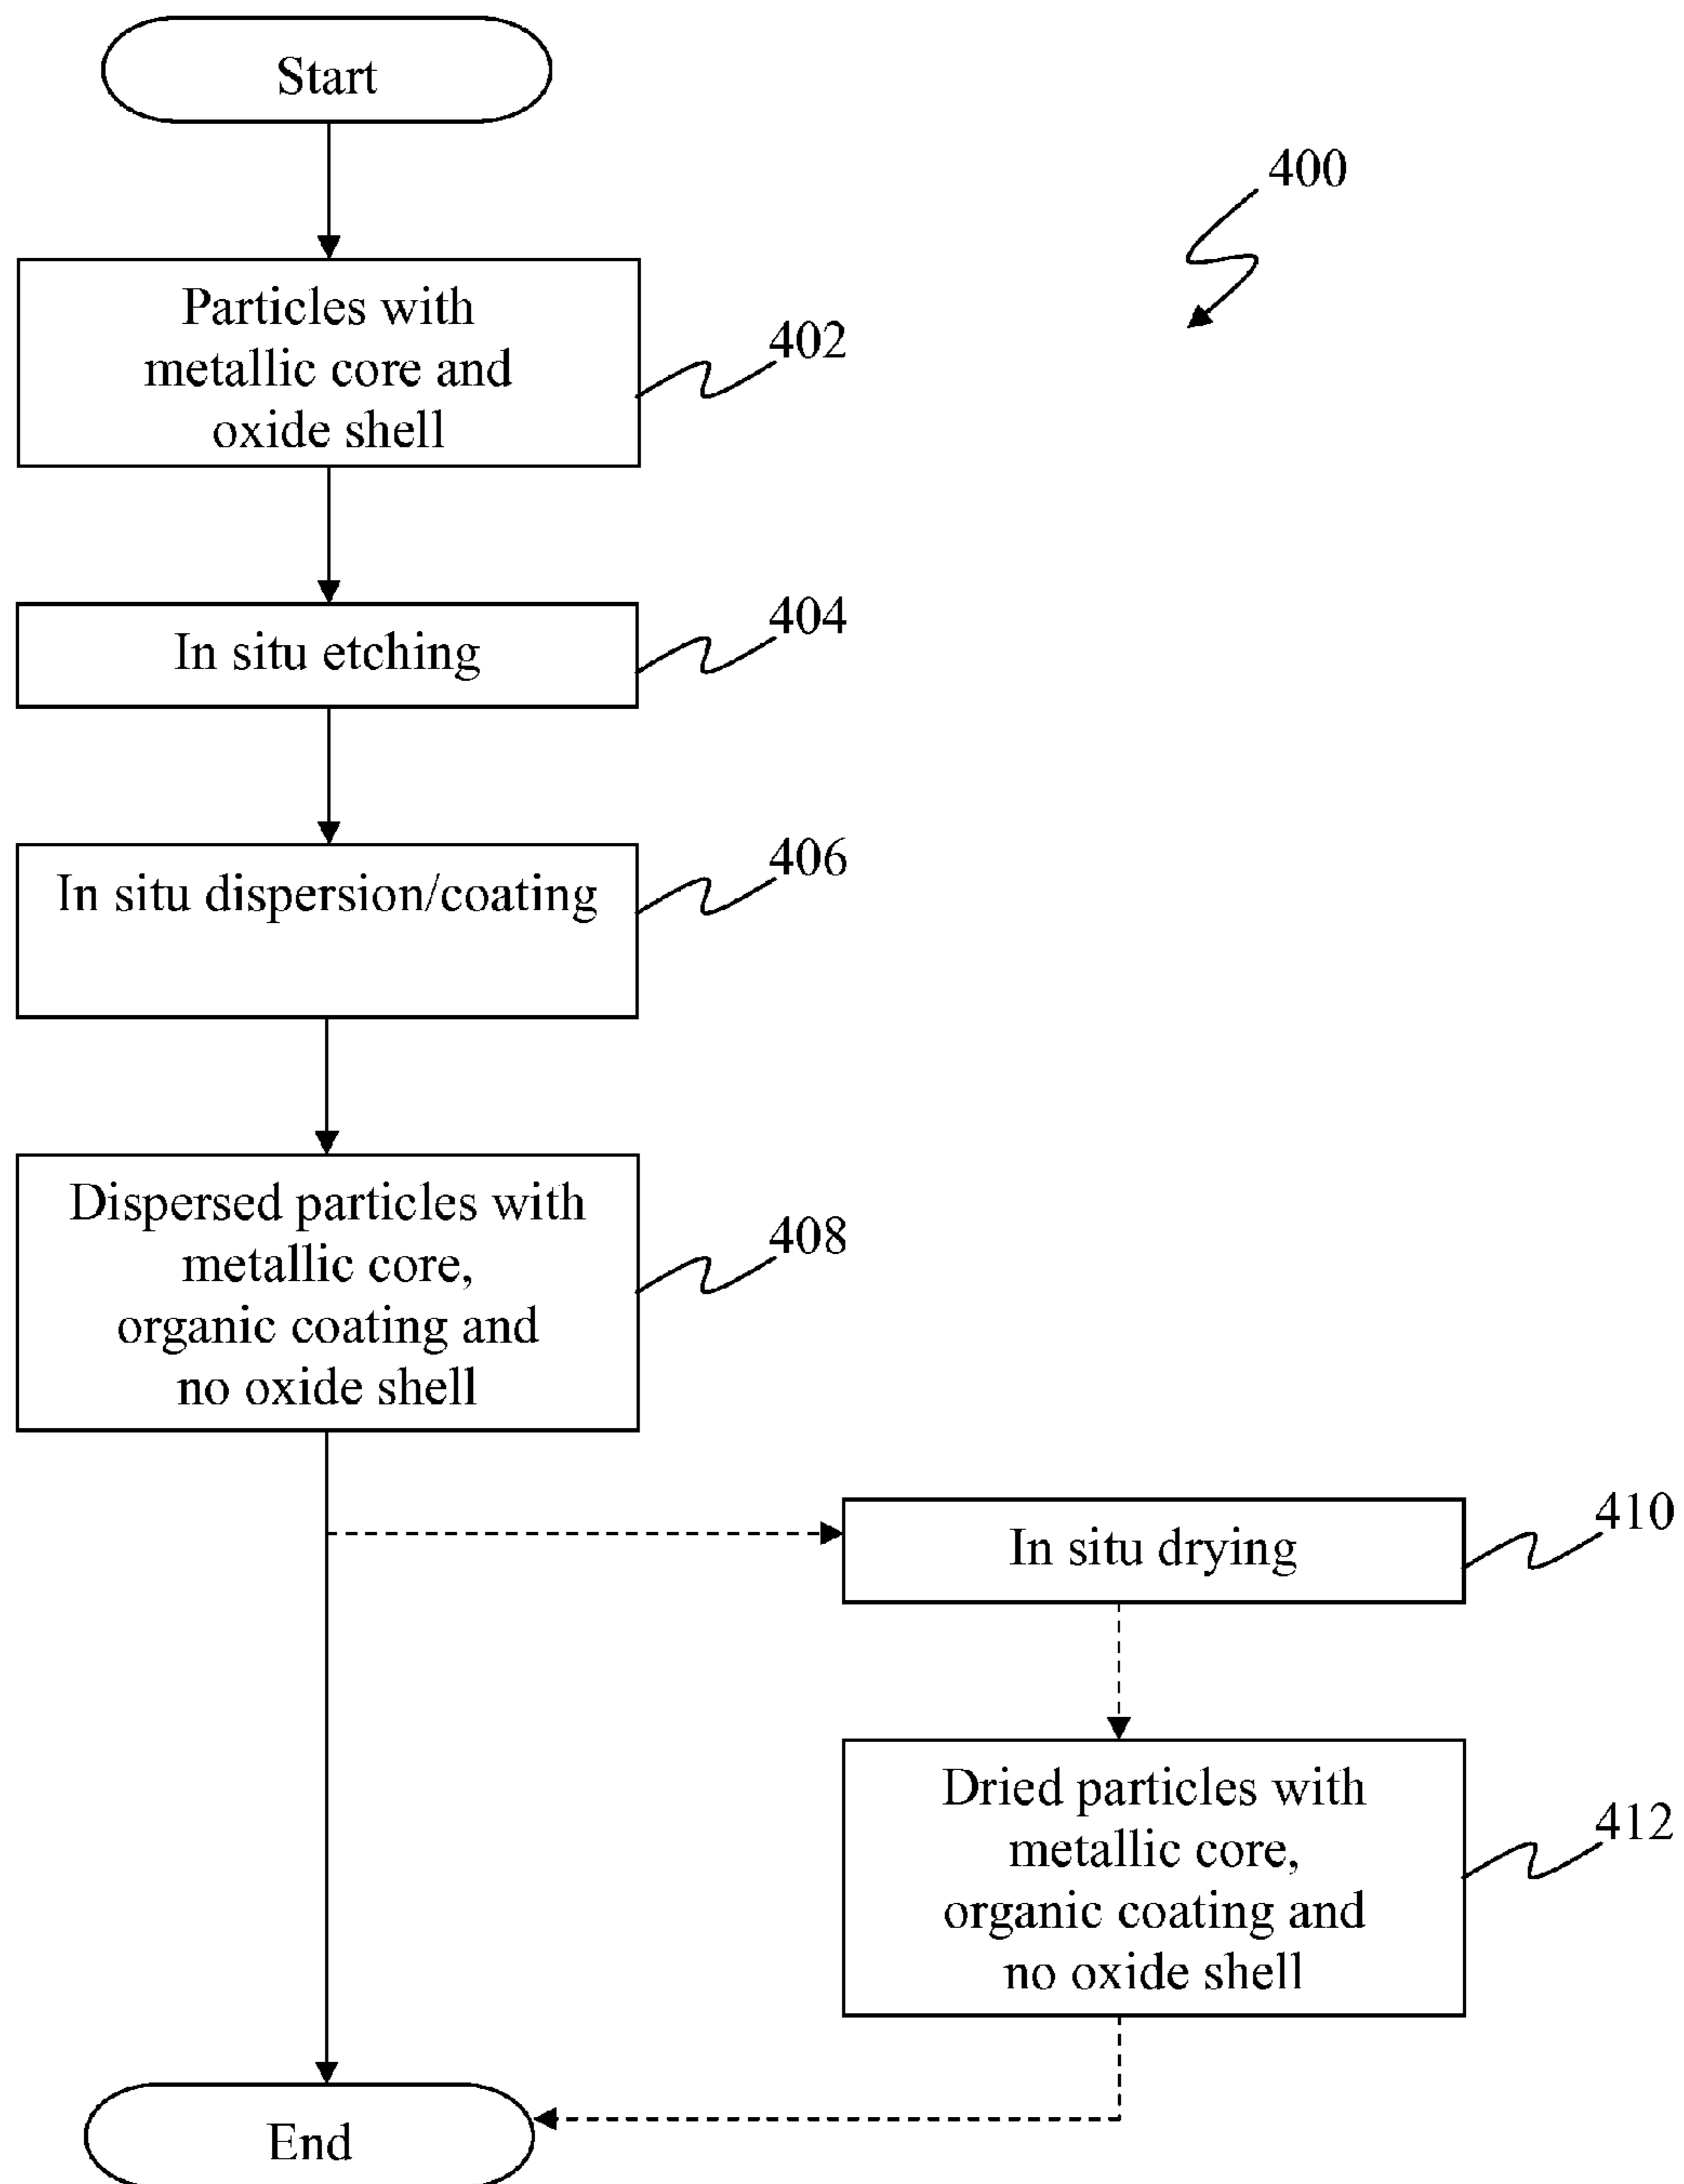 Start
400
Particles with
metallic core and
oxide shell
402
In situ etching
404
In situ dispersion/coating
406
Dispersed particles with
metallic core,
organic coating and
no oxide shell
408
In situ drying
410
Dried particles with
metallic core,
organic coating and
no oxide shell
412
End